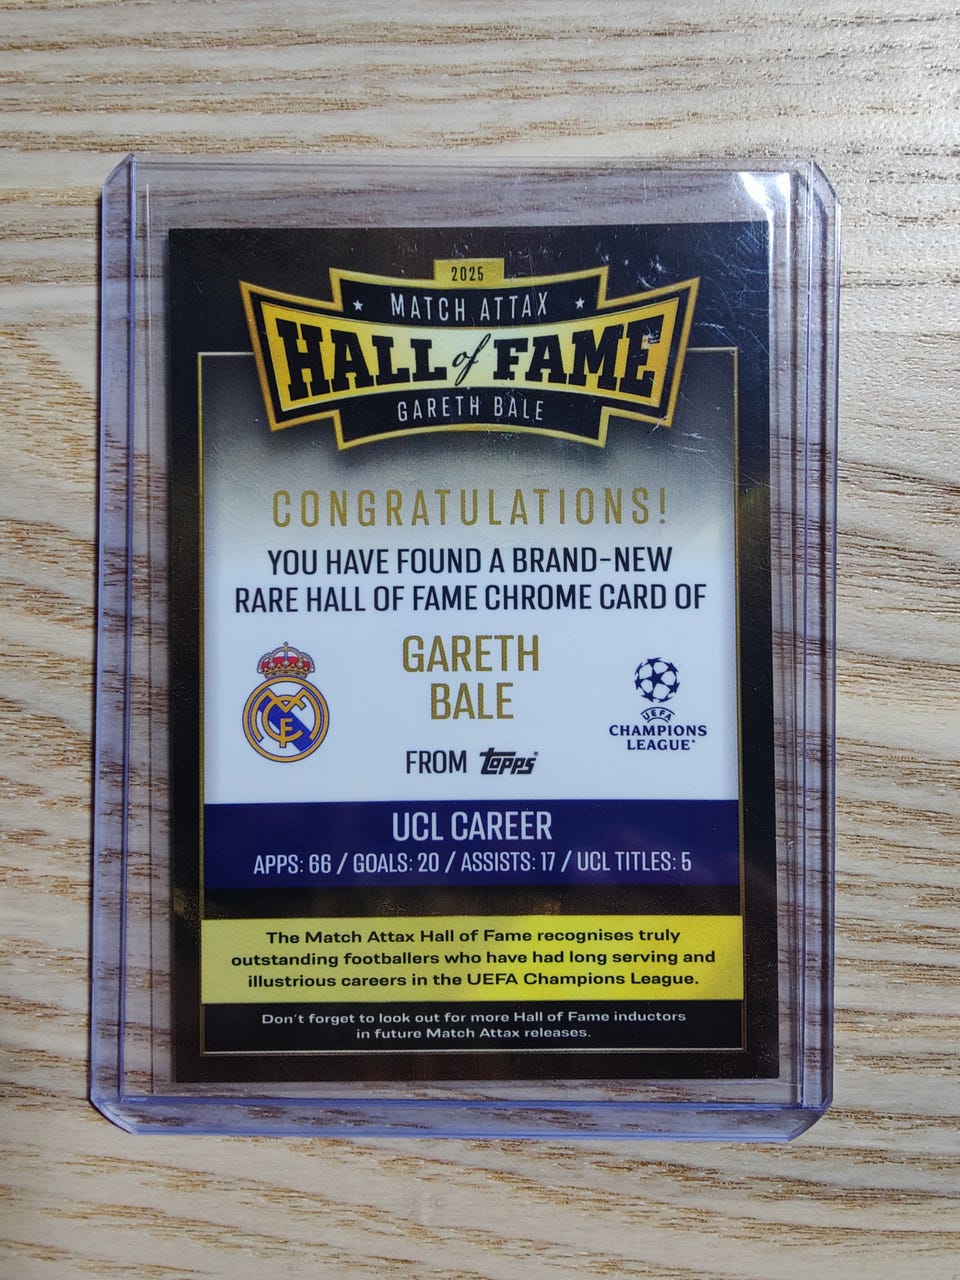 2025
★ MATCH ATTAX ★
HALL of FAME
GARETH BALE
CONGRATULATIONS!
YOU HAVE FOUND A BRAND-NEW
RARE HALL OF FAME CHROME CARD OF
GARETH
BALE
UEFA
CHAMPIONS
LEAGUE
FROM topps
UCL CAREER
APPS: 66 / GOALS: 20 / ASSISTS: 17 / UCL TITLES: 5
The Match Attax Hall of Fame recognises truly
outstanding footballers who have had long serving and
illustrious careers in the UEFA Champions League.
Don't forget to look out for more Hall of Fame inductors
in future Match Attax releases.